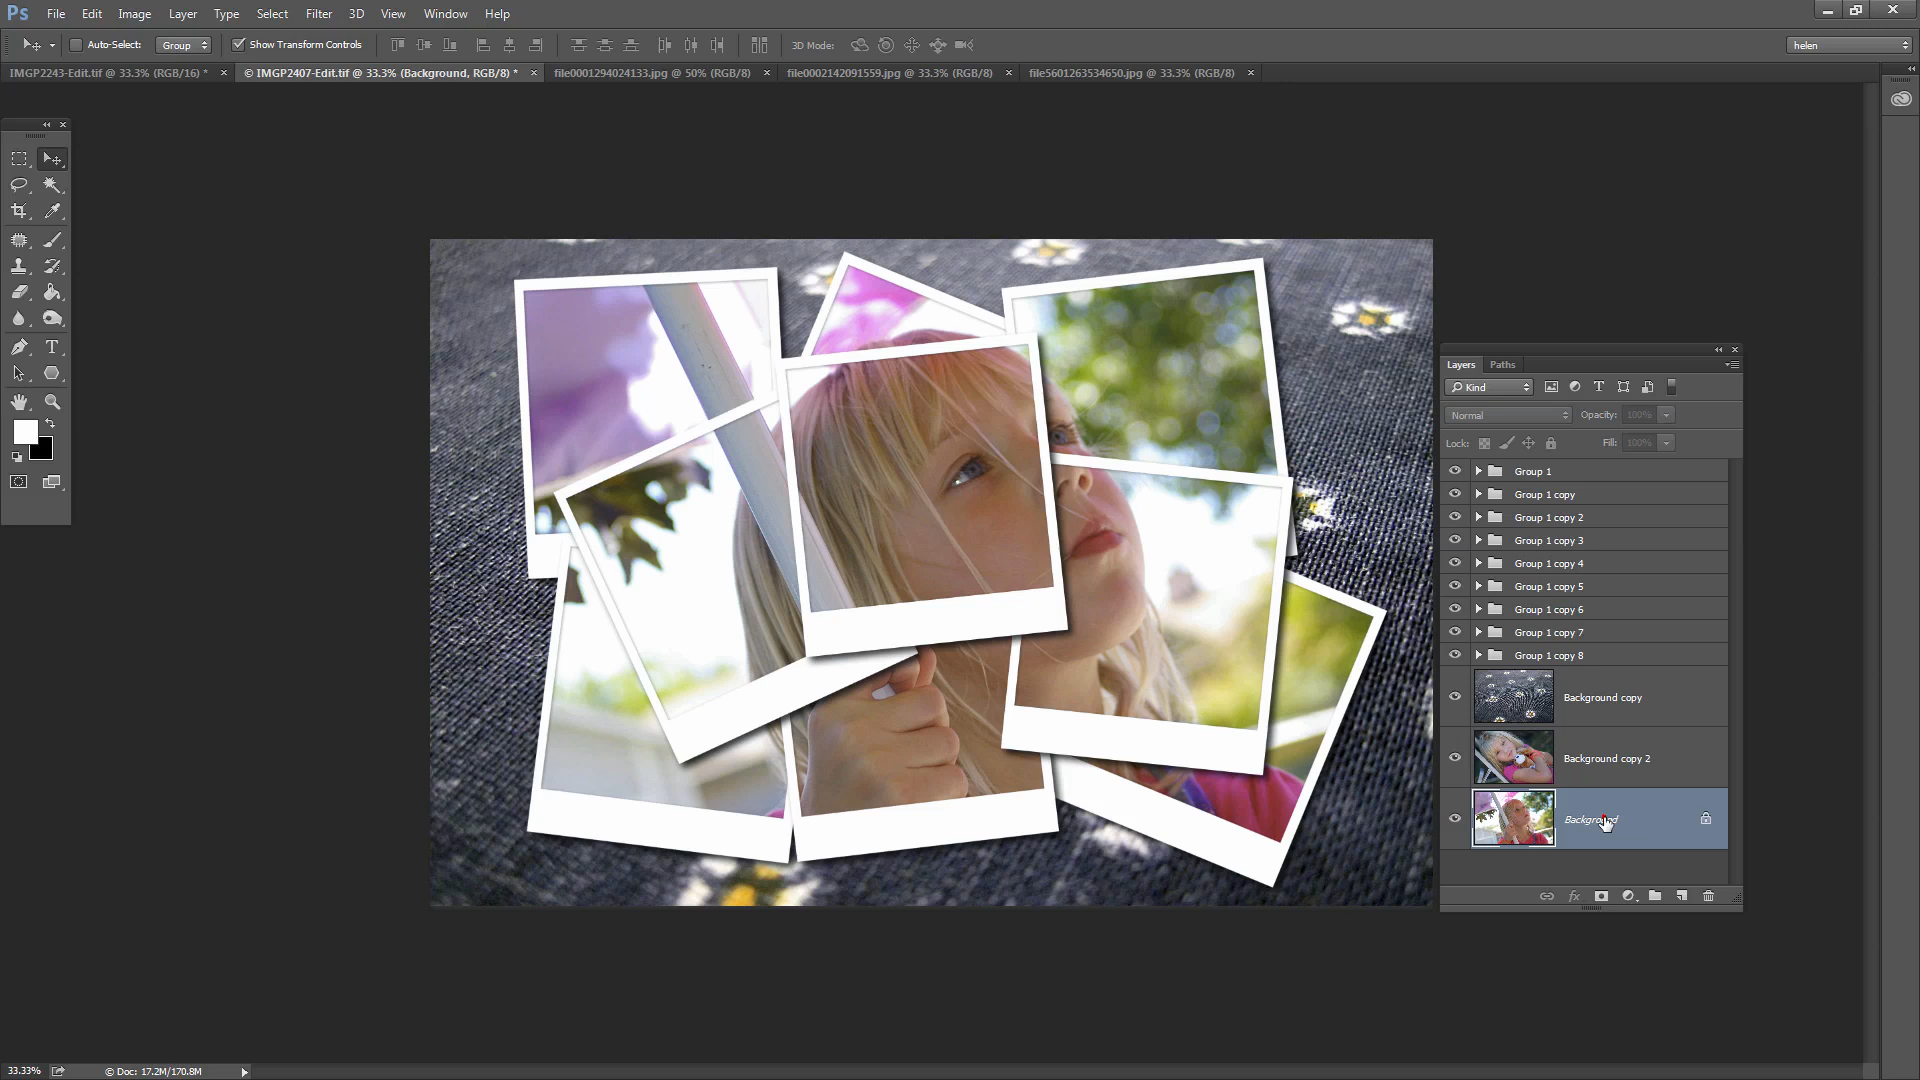 Ps File Edit Image Layer Type Select Filter 3D View Window Help
Auto-Select: Group Show Transform Controls 3D Mode: helen
IMGP2243-Edit.tif @ 33.3% (RGB/16) * × © IMGP2407-Edit.tif @ 33.3% (Background, RGB/8) * × file0001294024133.jpg @ 50% (RGB/8) × file0002142091559.jpg @ 33.3% (RGB/8) × file5601263534650.jpg @ 33.3% (RGB/8) ×
Layers Paths
Kind
Normal Opacity: 100%
Lock: Fill: 100%
Group 1
Group 1 copy
Group 1 copy 2
Group 1 copy 3
Group 1 copy 4
Group 1 copy 5
Group 1 copy 6
Group 1 copy 7
Group 1 copy 8
Background copy
Background copy 2
Background
33.33% © Doc: 17.2M/170.8M